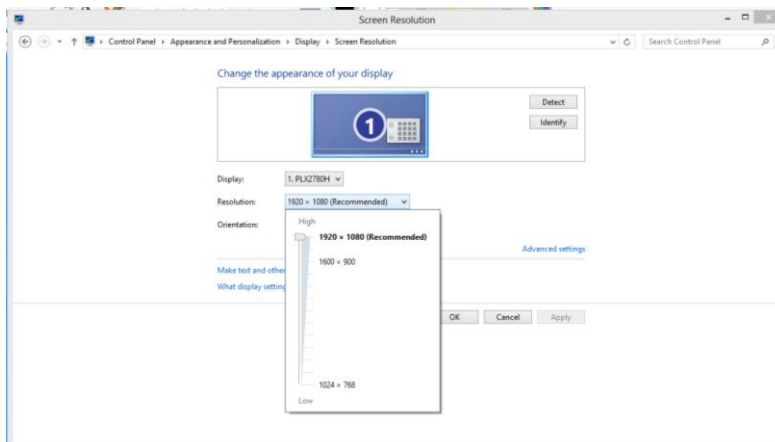 Screen Resolution
Control Panel › Appearance and Personalization › Display › Screen Resolution
Search Control Panel
Change the appearance of your display
1
Detect
Identify
Display:
1. PLX2780H
Resolution:
1920 × 1080 (Recommended)
Orientation:
High
1920 × 1080 (Recommended)
1600 × 900
1024 × 768
Low
Advanced settings
Make text and other
What display setting
OK
Cancel
Apply